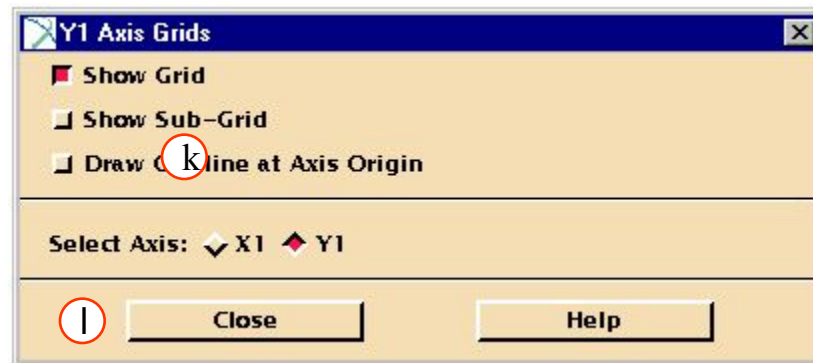 Y1 Axis Grids
Show Grid
Show Sub-Grid
k
Draw line at Axis Origin
Select Axis: X1 Y1
l Close Help